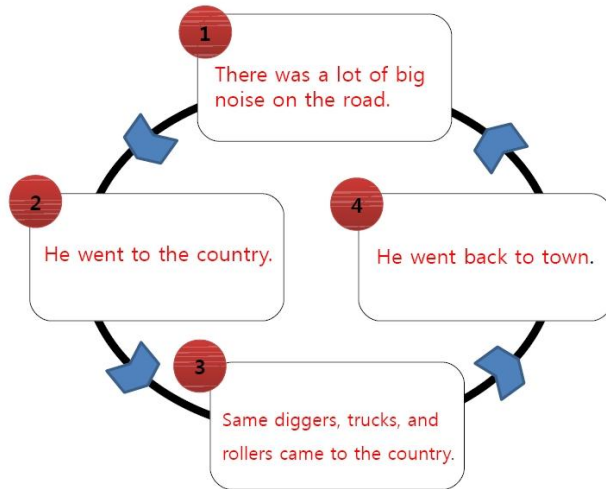 1
There was a lot of big
noise on the road.
2
He went to the country.
3
Same diggers, trucks, and
rollers came to the country.
4
He went back to town.